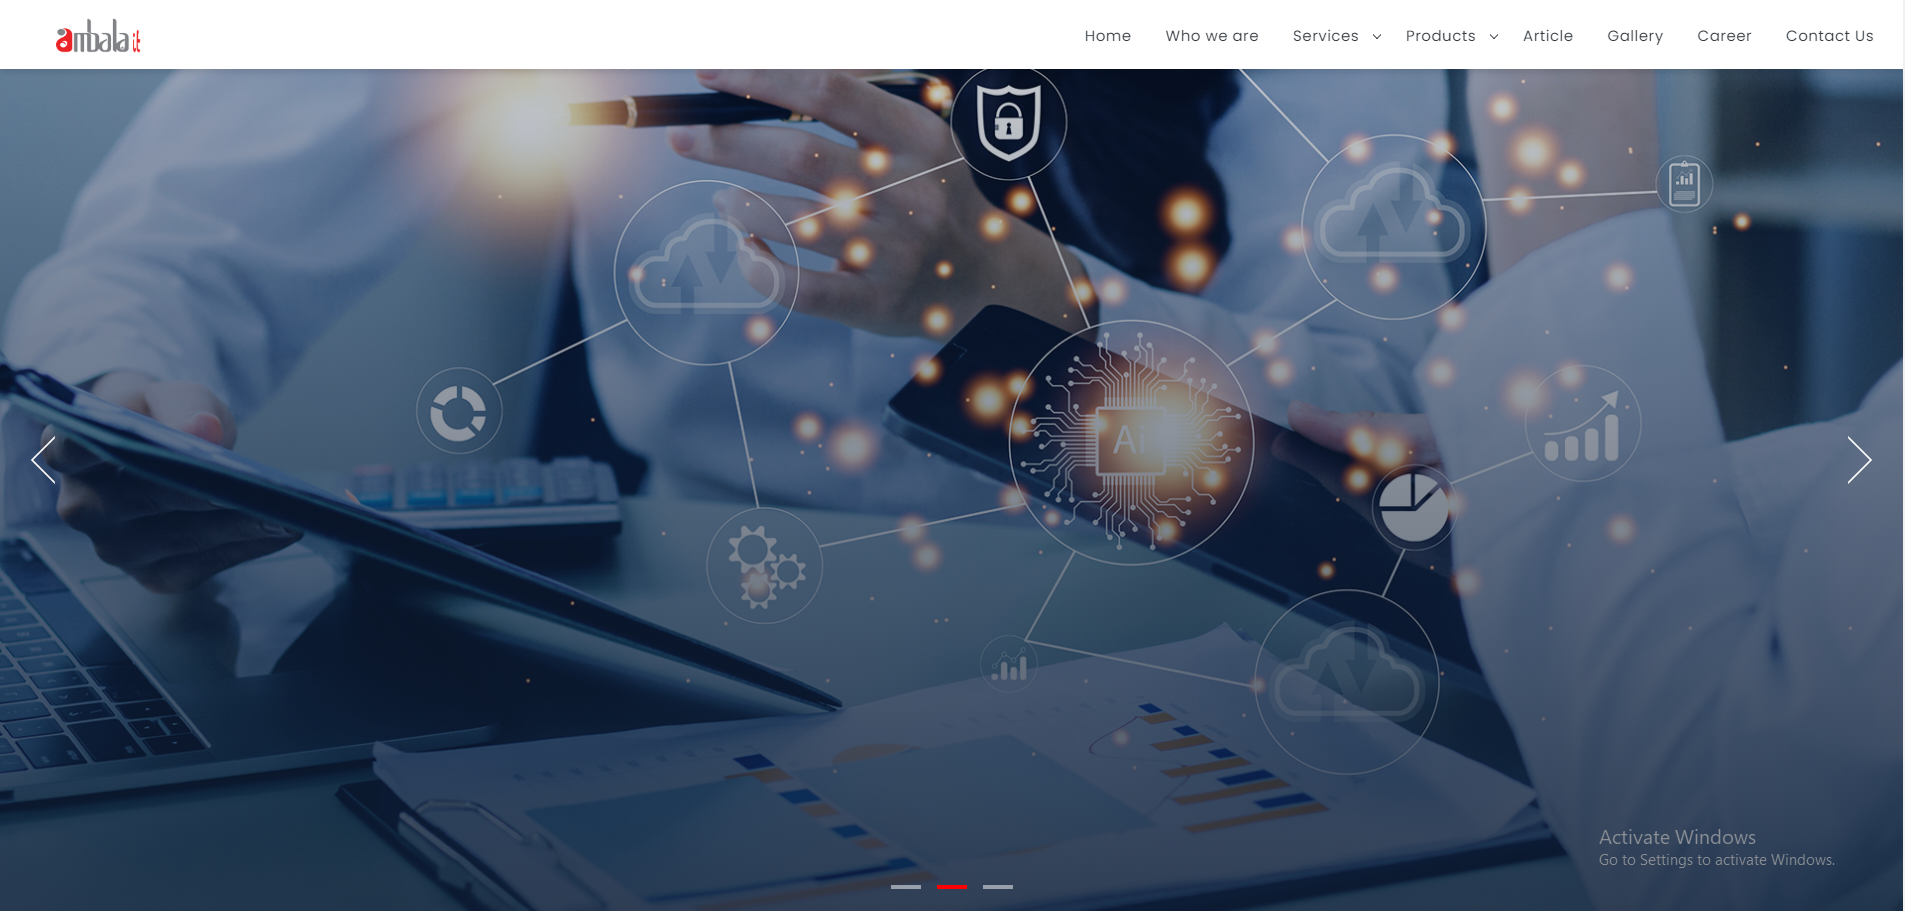 ambala it
Home Who we are Services Products Article Gallery Career Contact Us
Ai
Activate Windows
Go to Settings to activate Windows.